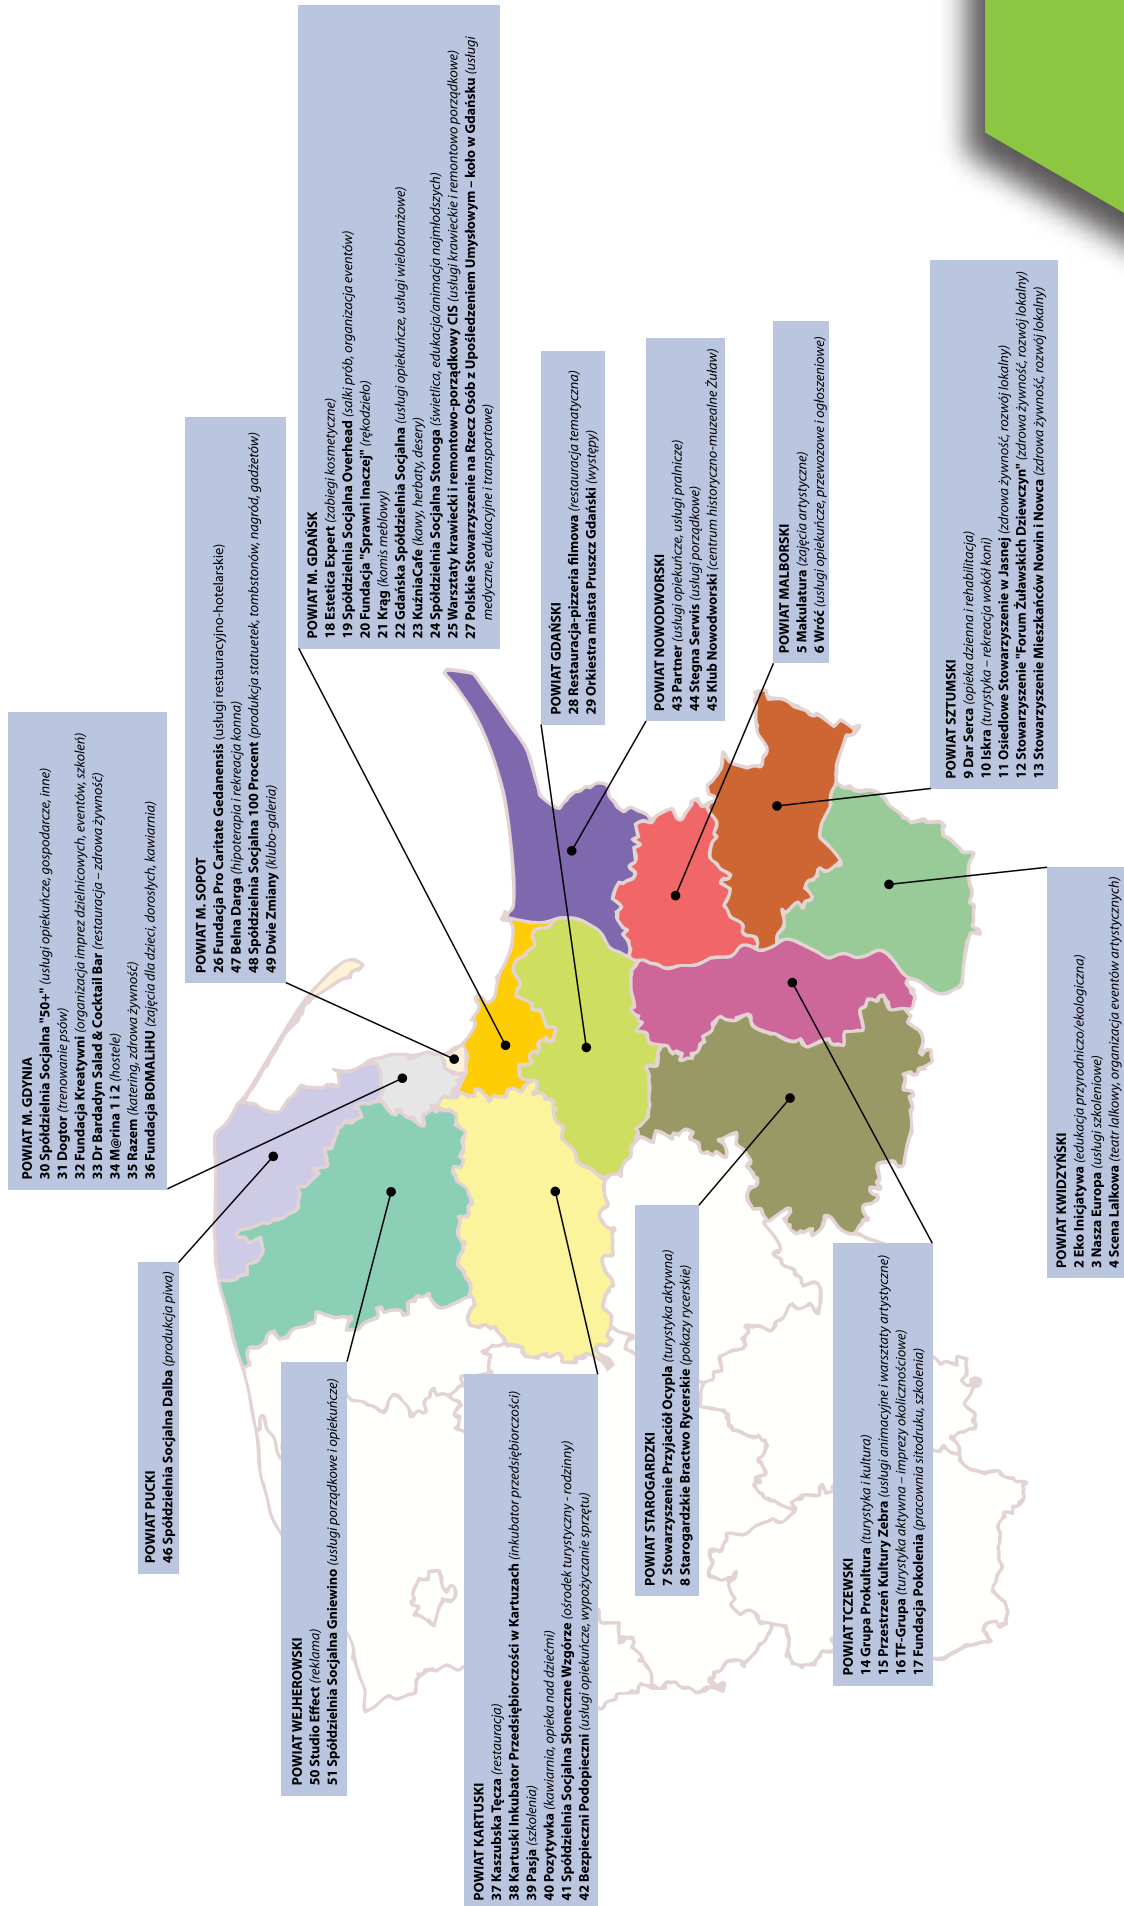 POWIAT M. GDYNIA
30 Spółdzielnia Socjalna "50+" (usługi opiekuńcze, gospodarcze, inne)
31 Dogtor (trenowanie psów)
32 Fundacja Kreatywni (organizacja imprez dzielnicowych, eventów, szkoleń)
33 Dr Bardadyn Salad & Cocktail Bar (restauracja – zdrowa żywność)
34 M@rina 1 i 2 (hostele)
35 Razem (katering, zdrowa żywność)
36 Fundacja BOMALiHU (zajęcia dla dzieci, dorosłych, kawiarnia)
POWIAT PUCKI
46 Spółdzielnia Socjalna Dalba (produkcja piwa)
POWIAT M. SOPOT
26 Fundacja Pro Caritate Gedanensis (usługi restauracyjno-hotelarskie)
47 Belna Darga (hipoterapia i rekreacja konna)
48 Spółdzielnia Socjalna 100 Procent (produkcja statuetek, tombstonów, nagród, gadżetów)
49 Dwie Zmiany (klubo-galeria)
POWIAT WEJHEROWSKI
50 Studio Effect (reklama)
51 Spółdzielnia Socjalna Gniewino (usługi porządkowe i opiekuńcze)
POWIAT M. GDAŃSK
18 Estetica Expert (zabiegi kosmetyczne)
19 Spółdzielnia Socjalna Overhead (salki prób, organizacja eventów)
20 Fundacja "Sprawni Inaczej" (rękodzieło)
21 Krąg (komis meblowy)
22 Gdańska Spółdzielnia Socjalna (usługi opiekuńcze, usługi wielobranżowe)
23 KuźniaCafe (kawy, herbaty, desery)
24 Spółdzielnia Socjalna Stonoga (świetlica, edukacja/animacja najmłodszych)
25 Warsztaty krawiecki i remontowo-porządkowy CIS (usługi krawieckie i remontowo porządkowe)
27 Polskie Stowarzyszenie na Rzecz Osób z Upośledzeniem Umysłowym – koło w Gdańsku (usługi
medyczne, edukacyjne i transportowe)
POWIAT KARTUSKI
37 Kaszubska Tęcza (restauracja)
38 Kartuski Inkubator Przedsiębiorczości w Kartuzach (inkubator przedsiębiorczości)
39 Pasja (szkolenia)
40 Pozytywka (kawiarnia, opieka nad dziećmi)
41 Spółdzielnia Socjalna Słoneczne Wzgórze (ośrodek turystyczny - rodzinny)
42 Bezpieczni Podopieczni (usługi opiekuńcze, wypożyczanie sprzętu)
POWIAT GDAŃSKI
28 Restauracja-pizzeria filmowa (restauracja tematyczna)
29 Orkiestra miasta Pruszcz Gdański (występy)
POWIAT STAROGARDZKI
7 Stowarzyszenie Przyjaciół Ocypla (turystyka aktywna)
8 Starogardzkie Bractwo Rycerskie (pokazy rycerskie)
POWIAT NOWODWORSKI
43 Partner (usługi opiekuńcze, usługi pralnicze)
44 Stegna Serwis (usługi porządkowe)
45 Klub Nowodworski (centrum historyczno-muzealne Żuław)
POWIAT MALBORSKI
5 Makulatura (zajęcia artystyczne)
6 Wróć (usługi opiekuńcze, przewozowe i ogłoszeniowe)
POWIAT TCZEWSKI
14 Grupa Prokultura (turystyka i kultura)
15 Przestrzeń Kultury Zebra (usługi animacyjne i warsztaty artystyczne)
16 TF-Grupa (turystyka aktywna – imprezy okolicznościowe)
17 Fundacja Pokolenia (pracownia sitodruku, szkolenia)
POWIAT SZTUMSKI
9 Dar Serca (opieka dzienna i rehabilitacja)
10 Iskra (turystyka – rekreacja wokół koni)
11 Osiedlowe Stowarzyszenie w Jasnej (zdrowa żywność, rozwój lokalny)
12 Stowarzyszenie "Forum Żuławskich Dziewczyn" (zdrowa żywność, rozwój lokalny)
13 Stowarzyszenie Mieszkańców Nowin i Nowca (zdrowa żywność, rozwój lokalny)
POWIAT KWIDZYŃSKI
2 Eko Inicjatywa (edukacja przyrodniczo/ekologiczna)
3 Nasza Europa (usługi szkoleniowe)
4 Scena Lalkowa (teatr lalkowy, organizacja eventów artystycznych)